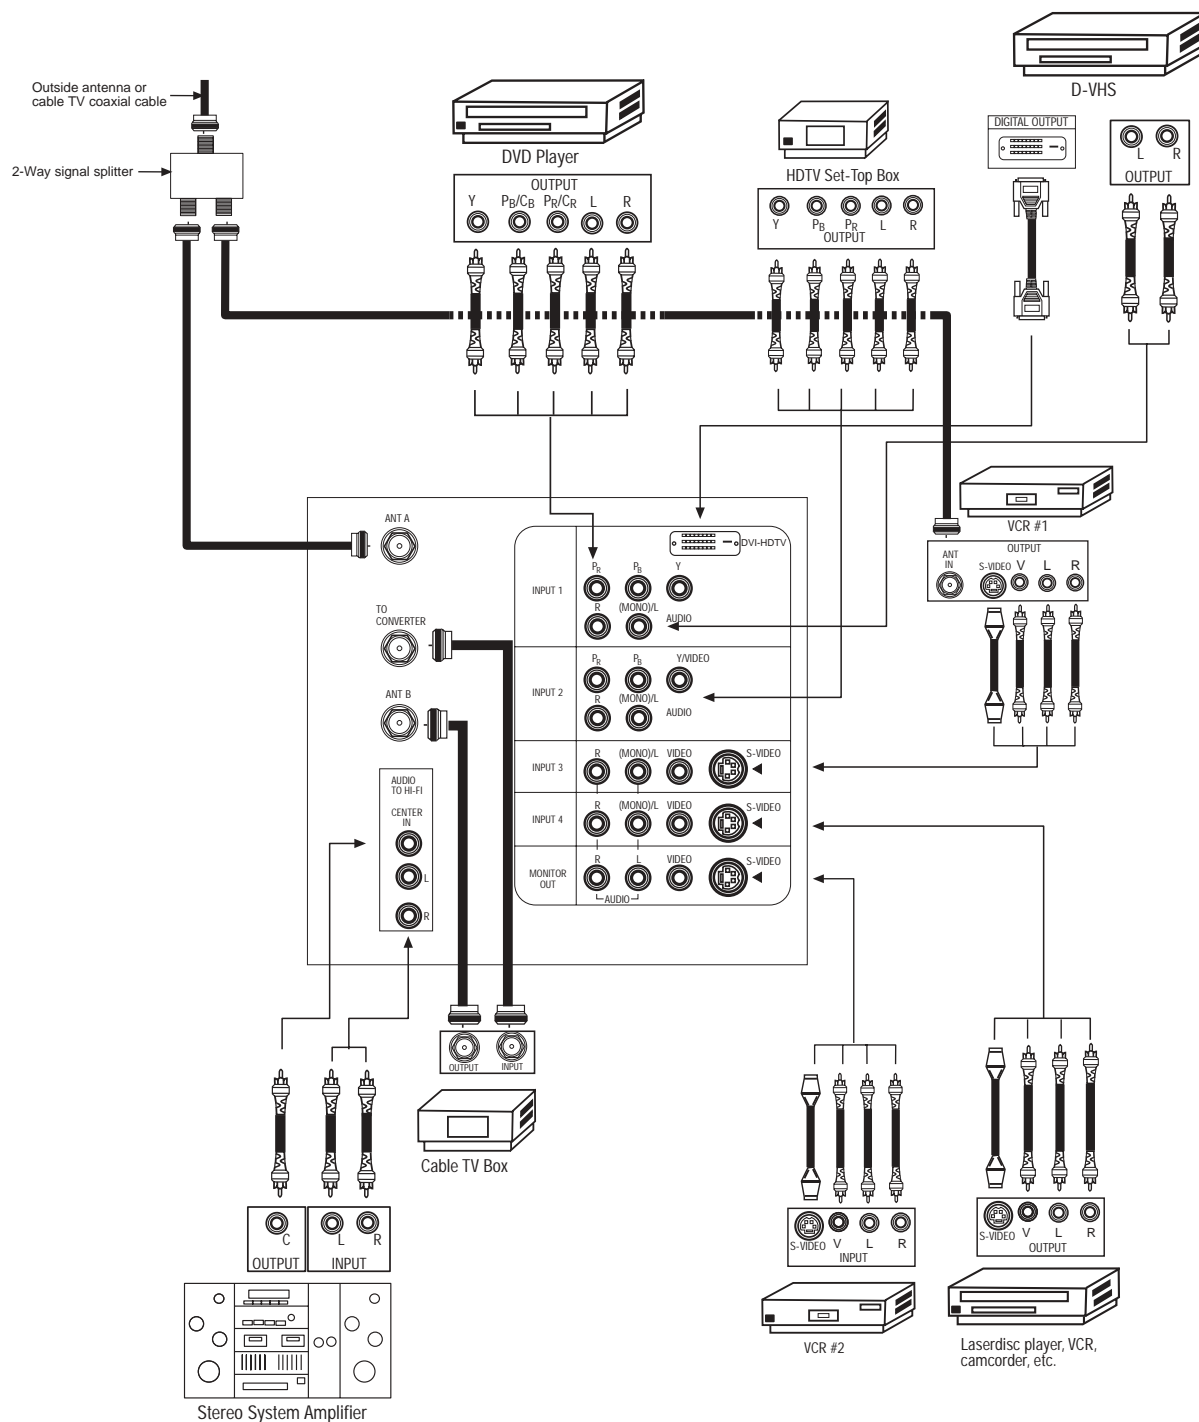 D-VHS
Outside antenna or
cable TV coaxial cable
2-Way signal splitter
DVD Player
OUTPUT
Y PB/CB PR/CR L R
HDTV Set-Top Box
Y PB PR L R
OUTPUT
DIGITAL OUTPUT
L R
OUTPUT
VCR #1
OUTPUT
ANT
IN
S-VIDEO V L R
ANT A
TO
CONVERTER
ANT B
AUDIO
TO HI-FI
CENTER
IN
L
R
DVI-HDTV
INPUT 1
PR PB Y
R (MONO)/L AUDIO
INPUT 2
PR PB Y/VIDEO
R (MONO)/L AUDIO
INPUT 3
R (MONO)/L VIDEO S-VIDEO
INPUT 4
R (MONO)/L VIDEO S-VIDEO
MONITOR
OUT
R L VIDEO S-VIDEO
AUDIO
OUTPUT INPUT
Cable TV Box
C
OUTPUT
L R
INPUT
Stereo System Amplifier
S-VIDEO V L R
INPUT
VCR #2
S-VIDEO V L R
OUTPUT
Laserdisc player, VCR,
camcorder, etc.